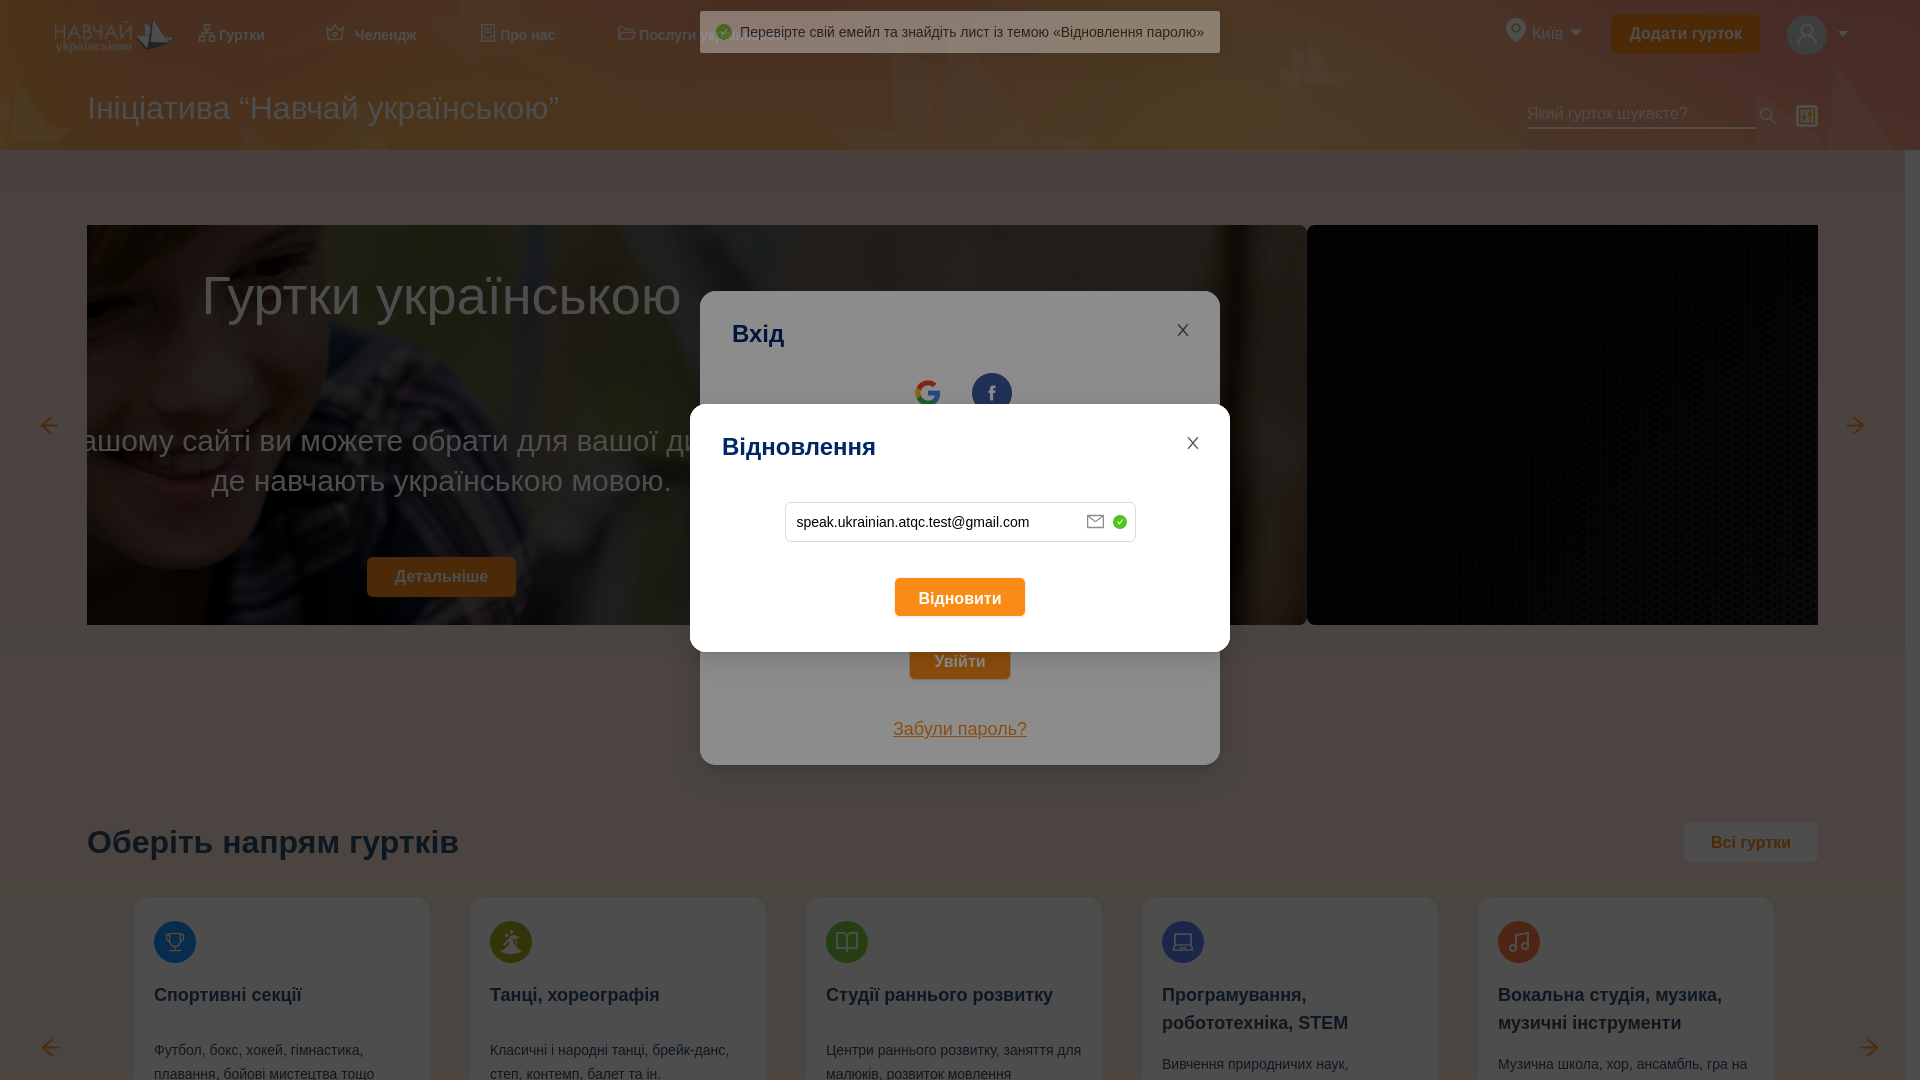 НАВЧАЙ
українською
Гуртки
Челендж
Про нас
Послуги
Перевірте свій емейл та знайдіть лист із темою «Відновлення паролю»
Київ
Додати гурток
Ініціатива “Навчай українською”
Який гурток шукаєте?
Гуртки українською
ашому сайті ви можете обрати для вашої ди
де навчають українською мовою.
Детальніше
Вхід
Відновлення
speak.ukrainian.atqc.test@gmail.com
Відновити
Увійти
Забули пароль?
Оберіть напрям гуртків
Всі гуртки
Спортивні секції
Футбол, бокс, хокей, гімнастика,
плавання, бойові мистецтва тощо
Танці, хореографія
Класичні і народні танці, брейк-данс,
степ, контемп, балет та ін.
Студії раннього розвитку
Центри раннього розвитку, заняття для
малюків, розвиток мовлення
Програмування,
робототехніка, STEM
Вивчення природничих наук,
Вокальна студія, музика,
музичні інструменти
Музична школа, хор, ансамбль, гра на